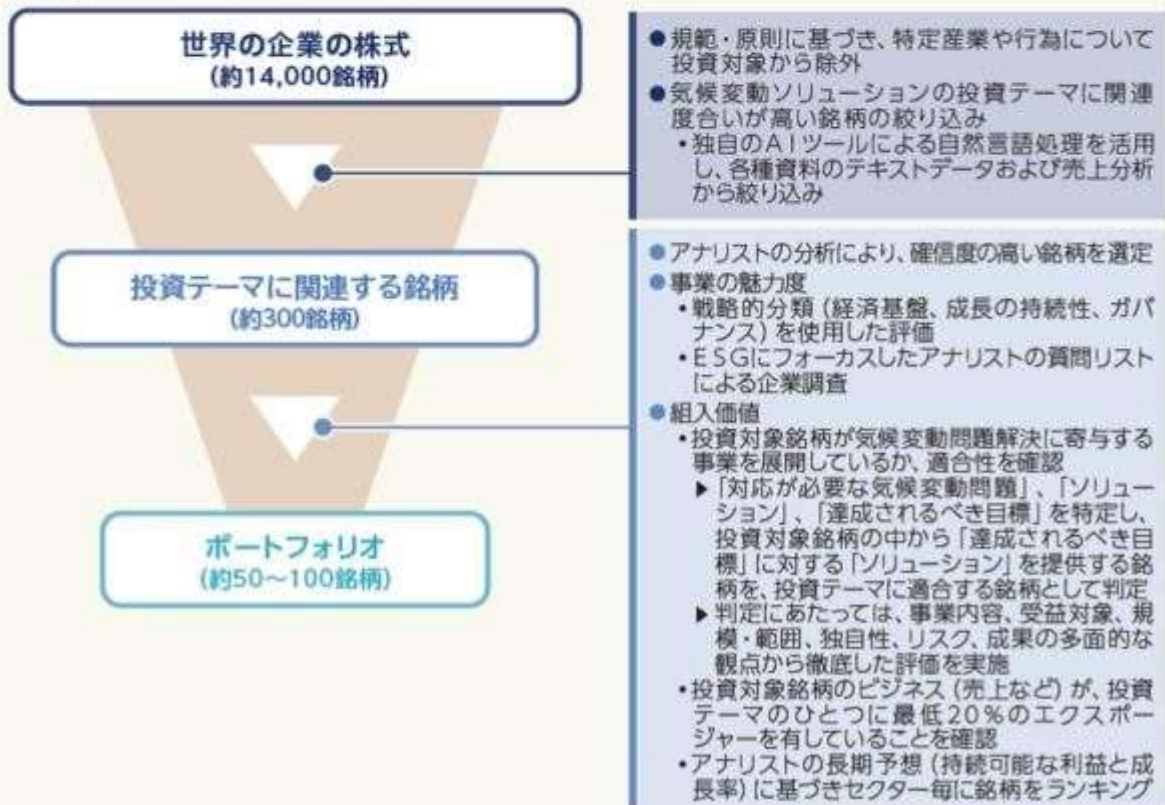 世界の企業の株式
(約14,000銘柄)
●規範・原則に基づき、特定産業や行為について
投資対象から除外
●気候変動ソリューションの投資テーマに関連
度合いが高い銘柄の絞り込み
・独自のAIツールによる自然言語処理を活用
し、各種資料のテキストデータおよび売上分析
から絞り込み
投資テーマに関連する銘柄
(約300銘柄)
ポートフォリオ
(約50~100銘柄)
●アナリストの分析により、確信度の高い銘柄を選定
●事業の魅力度
・戦略的分類(経済基盤、成長の持続性、ガバ
ナンス)を使用した評価
・ESGにフォーカスしたアナリストの質問リスト
による企業調査
●組入価値
・投資対象銘柄が気候変動問題解決に寄与する
事業を展開しているか、適合性を確認
▶「対応が必要な気候変動問題」、「ソリュー
ション」、「達成されるべき目標」を特定し、
投資対象銘柄の中から「達成されるべき目
標」に対する「ソリューション」を提供する銘
柄を、投資テーマに適合する銘柄として判定
▶判定にあたっては、事業内容、受益対象、規
模・範囲、独自性、リスク、成果の多面的な
観点から徹底した評価を実施
・投資対象銘柄のビジネス(売上など)が、投資
テーマのひとつに最低20%のエクスポー
ジャーを有していることを確認
・アナリストの長期予想(持続可能な利益と成
長率)に基づきセクター毎に銘柄をランキング